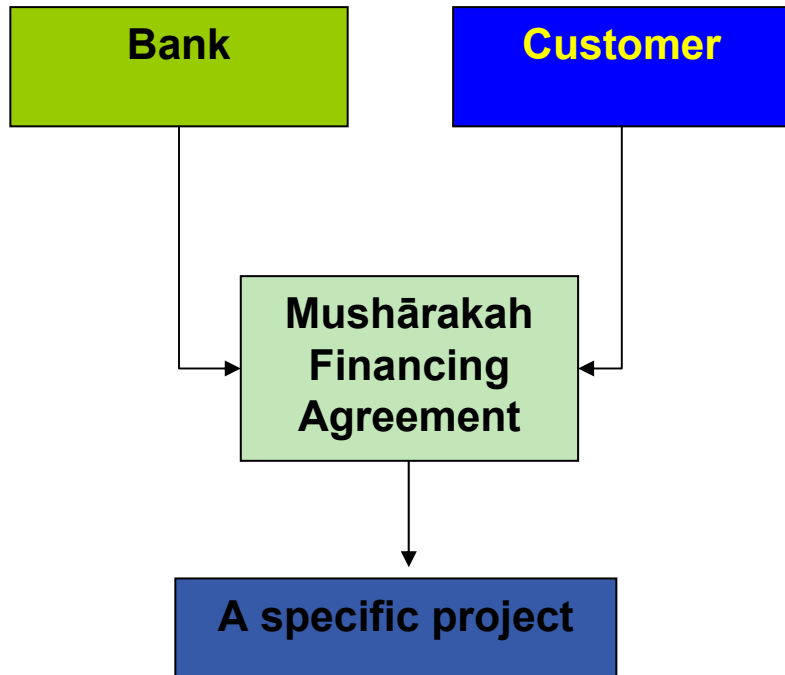 Bank
Customer
Mushārakah
Financing
Agreement
A specific project